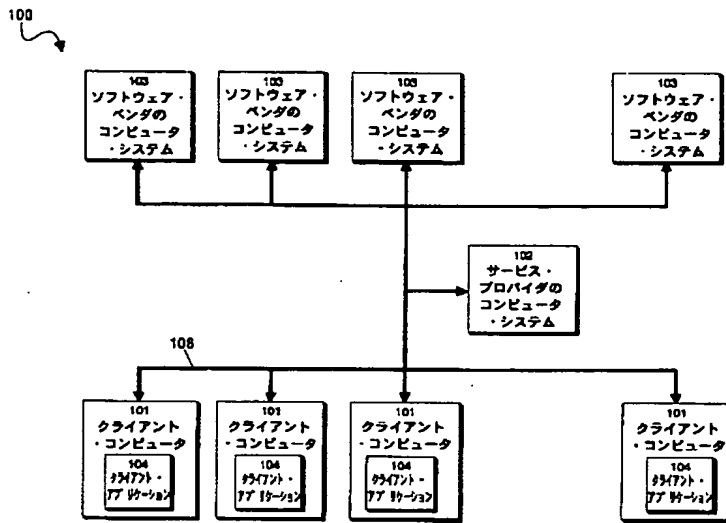 100
103
ソフトウェア・
ベンダの
コンピュータ
・システム
103
ソフトウェア・
ベンダの
コンピュータ
・システム
103
ソフトウェア・
ベンダの
コンピュータ
・システム
103
ソフトウェア・
ベンダの
コンピュータ
・システム
102
サービス・
プロバイダの
コンピュータ
・システム
106
101
クライアント
・コンピュータ
104
クライアント・
アプリケーション
101
クライアント
・コンピュータ
104
クライアント・
アプリケーション
101
クライアント
・コンピュータ
104
クライアント・
アプリケーション
101
クライアント
・コンピュータ
104
クライアント・
アプリケーション